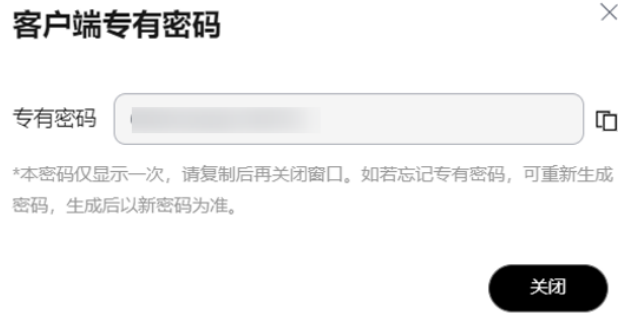 客户端专有密码
专有密码
*本密码仅显示一次，请复制后再关闭窗口。如若忘记专有密码，可重新生成
密码，生成后以新密码为准。
关闭